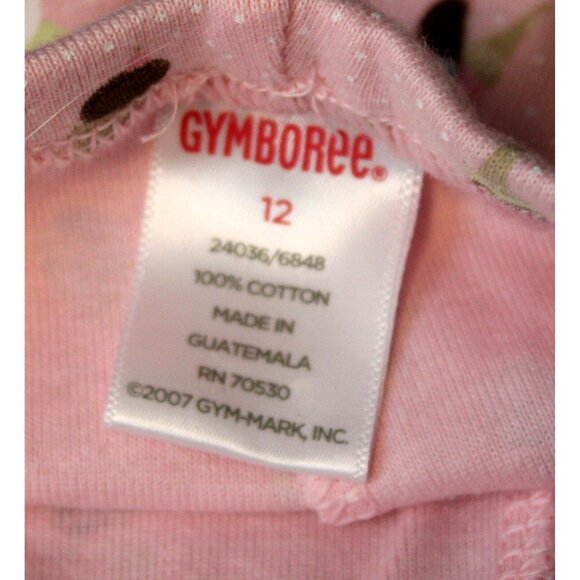 GYMBOREE®
12
24036/6848
100% COTTON
MADE IN
GUATEMALA
RN 70530
©2007 GYM-MARK, INC.